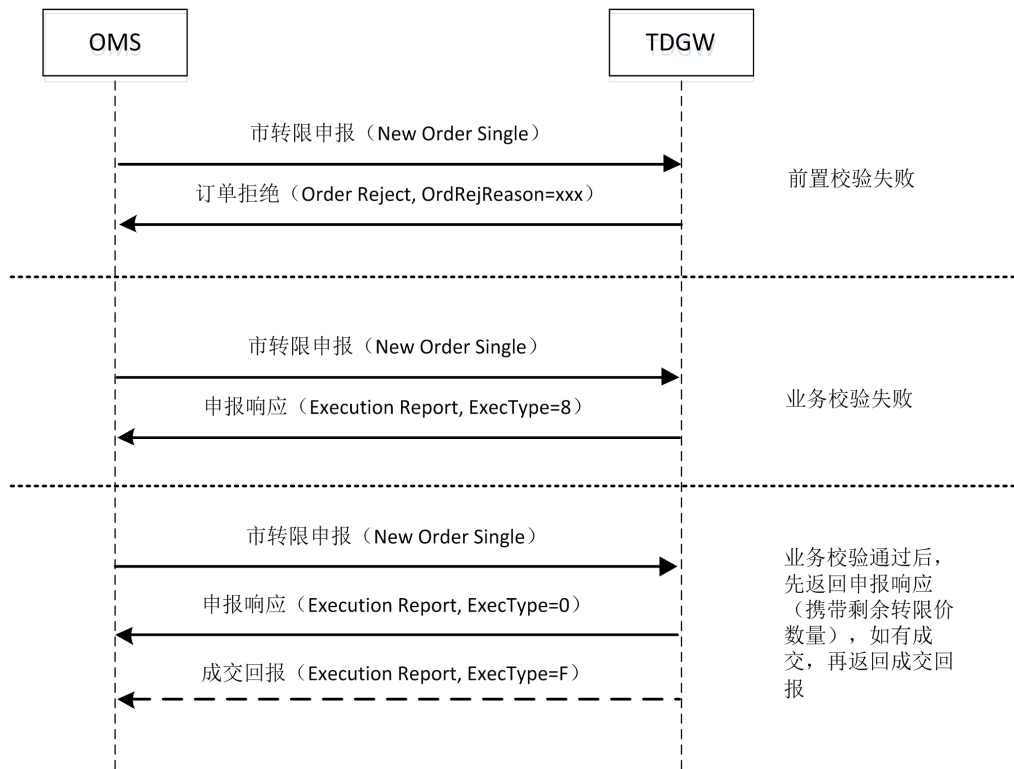 OMS
TDGW
市转限申报（New Order Single）
订单拒绝（Order Reject, OrdRejReason=xxx）
前置校验失败
市转限申报（New Order Single）
申报响应（Execution Report, ExecType=8）
业务校验失败
市转限申报（New Order Single）
申报响应（Execution Report, ExecType=0）
成交回报（Execution Report, ExecType=F）
业务校验通过后，
先返回申报响应
（携带剩余转限价
数量），如有成
交，再返回成交回
报